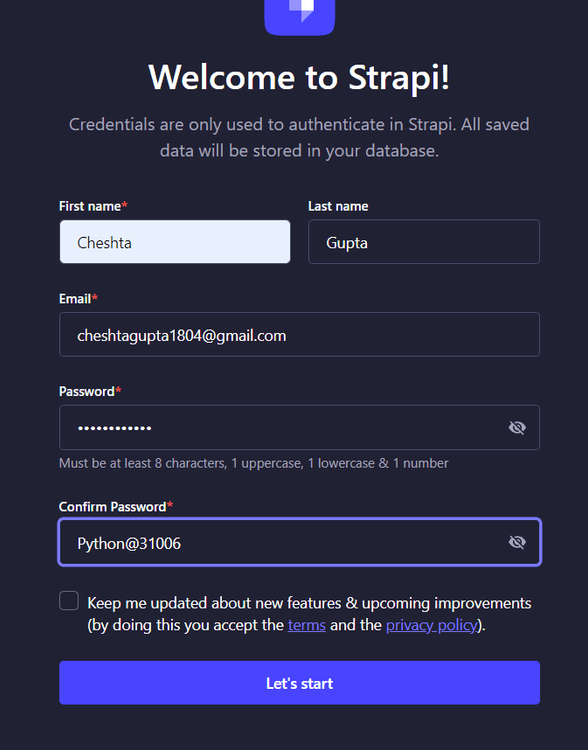 Welcome to Strapi!
Credentials are only used to authenticate in Strapi. All saved
data will be stored in your database.
First name*
Last name
Cheshta
Gupta
Email*
cheshtagupta1804@gmail.com
Password*
••••••••••••
Must be at least 8 characters, 1 uppercase, 1 lowercase & 1 number
Confirm Password*
Python@31006
Keep me updated about new features & upcoming improvements
(by doing this you accept the terms and the privacy policy).
Let's start